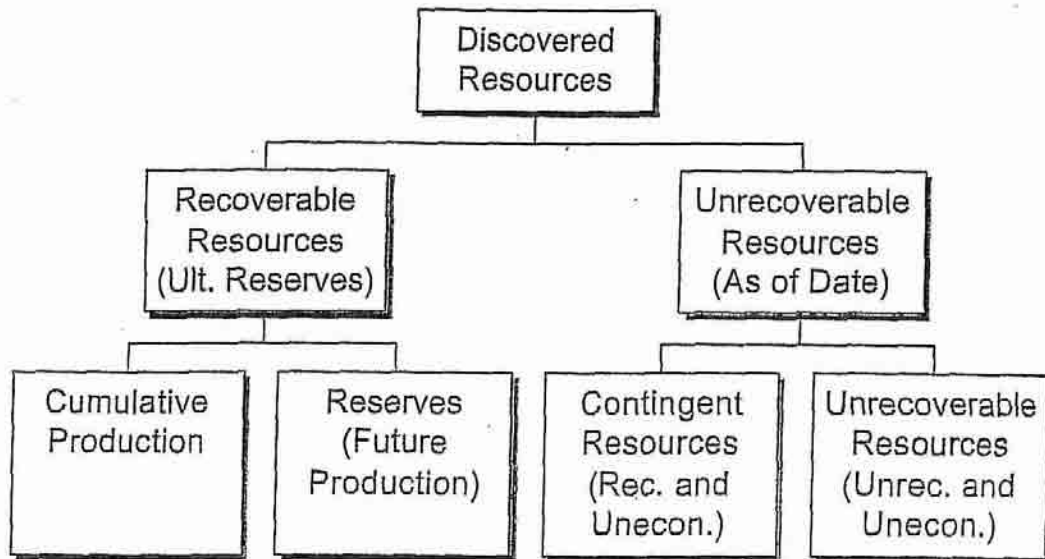 Discovered
Resources
Recoverable
Resources
(Ult. Reserves)
Unrecoverable
Resources
(As of Date)
Cumulative
Production
Reserves
(Future
Production)
Contingent
Resources
(Rec. and
Unecon.)
Unrecoverable
Resources
(Unrec. and
Unecon.)